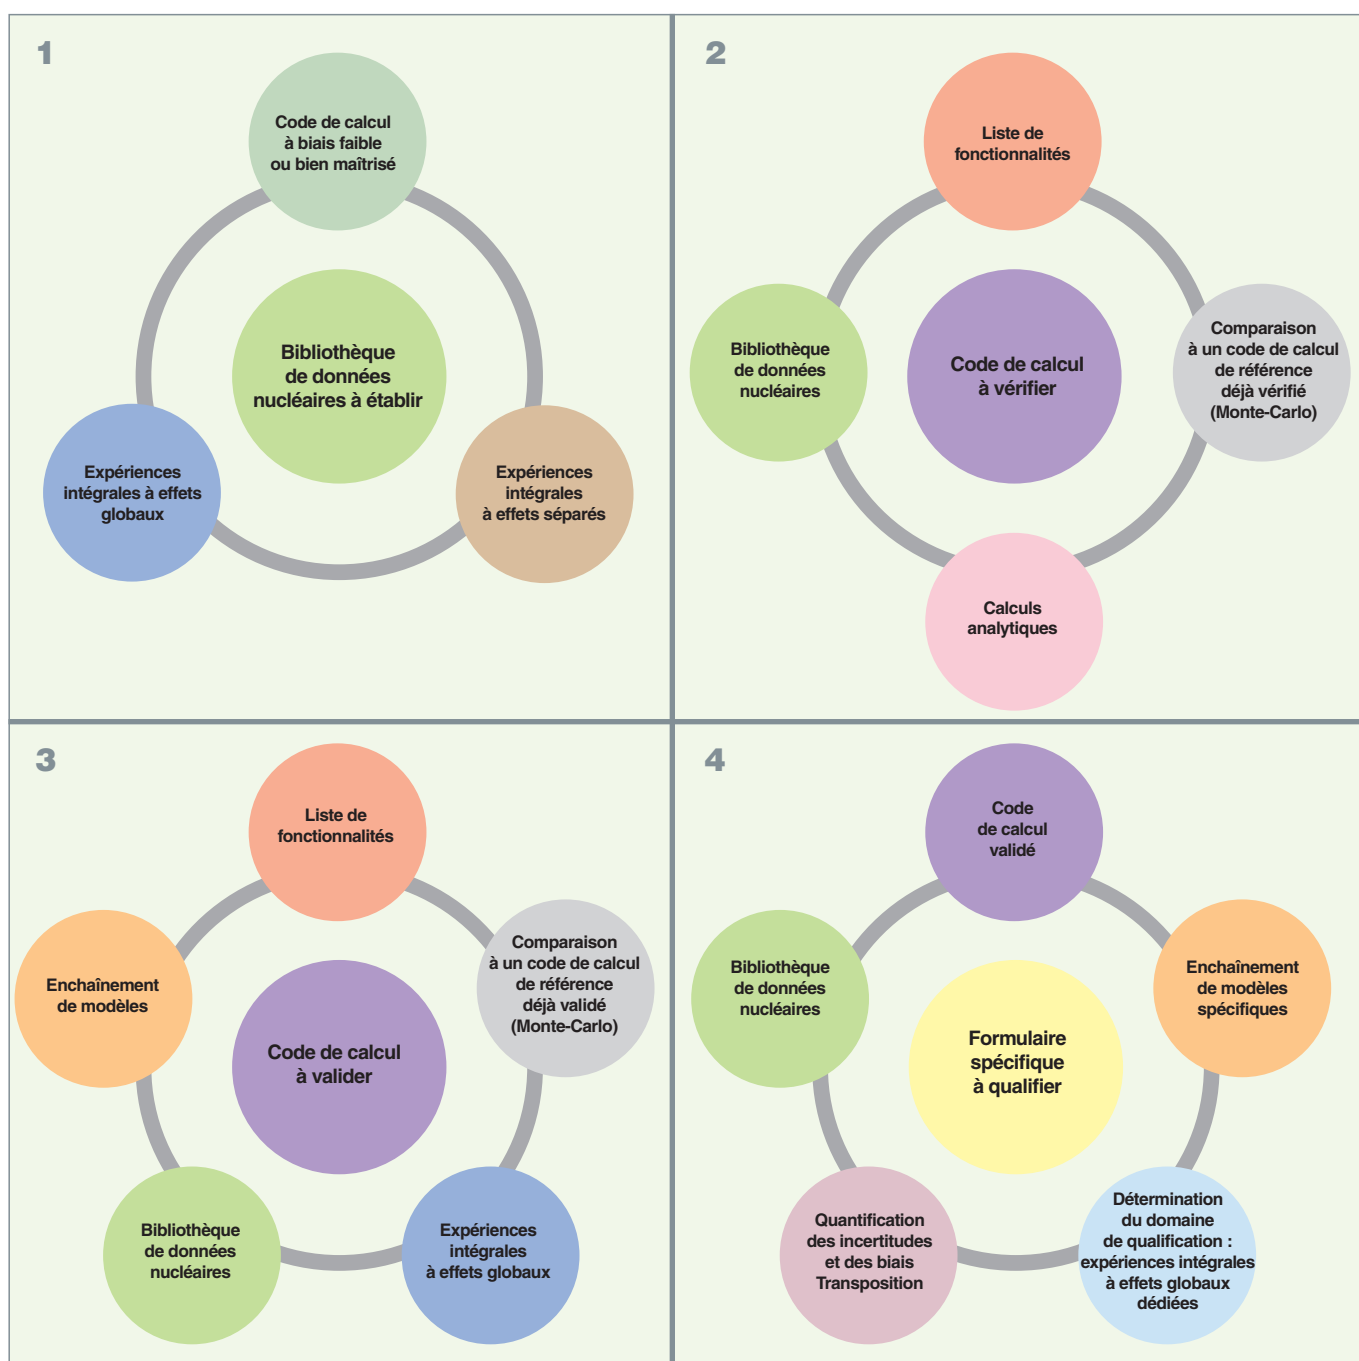 1
Code de calcul
à biais faible
ou bien maîtrisé
Bibliothèque
de données
nucléaires à établir
Expériences
intégrales à effets
globaux
Expériences
intégrales
à effets séparés
2
Liste de
fonctionnalités
Bibliothèque
de données
nucléaires
Code de calcul
à vérifier
Comparaison
à un code de calcul
de référence
déjà vérifié
(Monte-Carlo)
Calculs
analytiques
3
Liste de
fonctionnalités
Enchaînement
de modèles
Comparaison
à un code de calcul
de référence
déjà validé
(Monte-Carlo)
Code de calcul
à valider
Bibliothèque
de données
nucléaires
Expériences
intégrales
à effets globaux
4
Code
de calcul
validé
Bibliothèque
de données
nucléaires
Enchaînement
de modèles
spécifiques
Formulaire
spécifique
à qualifier
Quantification
des incertitudes
et des biais
Transposition
Détermination
du domaine
de qualification :
expériences intégrales
à effets globaux
dédiées